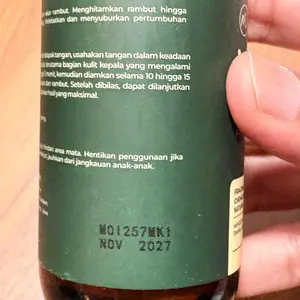 akar rambut. Menghitamkan rambut hingga
Melebatkan dan menyuburkan pertumbuhan
telapak tangan, usahakan tangan dalam keadaan
terutama bagian kulit kepala yang mengalami
menit, kemudian diamkan selama 10 hingga 15
dan rambut. Setelah dibilas, dapat dilanjutkan
hasil yang maksimal.
Hindari area mata. Hentikan penggunaan jika
jauhkan dari jangkauan anak-anak.
MO1257MK1
NOV 2027